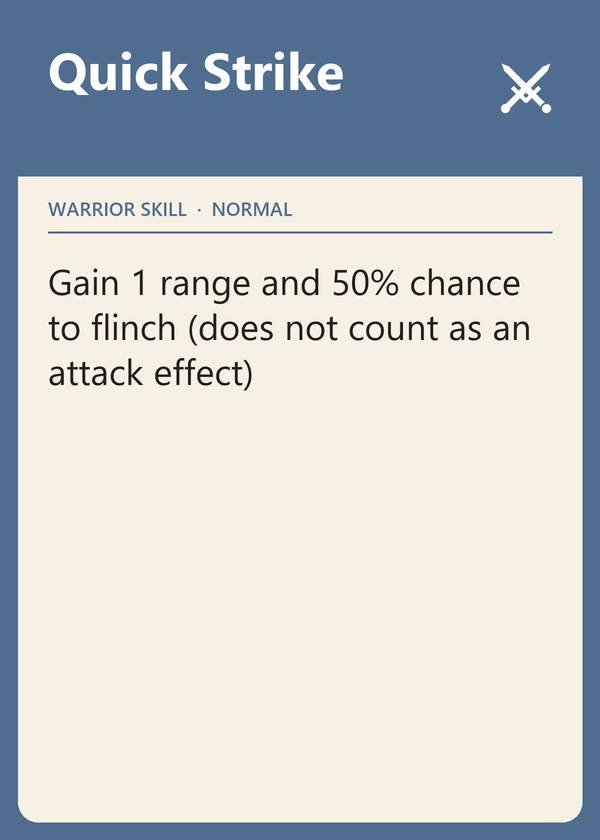 Quick Strike
WARRIOR SKILL · NORMAL
Gain 1 range and 50% chance
to flinch (does not count as an
attack effect)